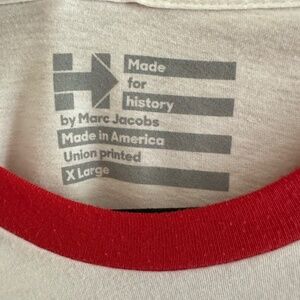 Made
for
history
by Marc Jacobs
Made in America
Union printed
X Large